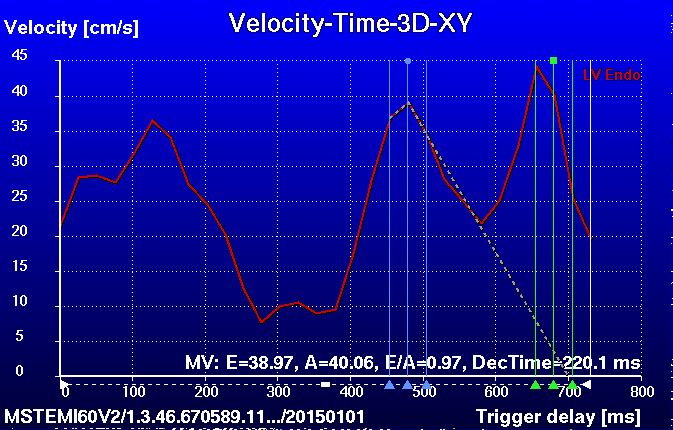 Velocity-Time-3D-XY
Velocity [cm/s]
LV Endo
45
40
35
30
25
20
15
10
5
0
MV: E=38.97, A=40.06, E/A=0.97, DecTime=220.1 ms
0 100 200 300 400 500 600 700 800
MSTEMI60V2/1.3.46.670589.11.../20150101 Trigger delay [ms]